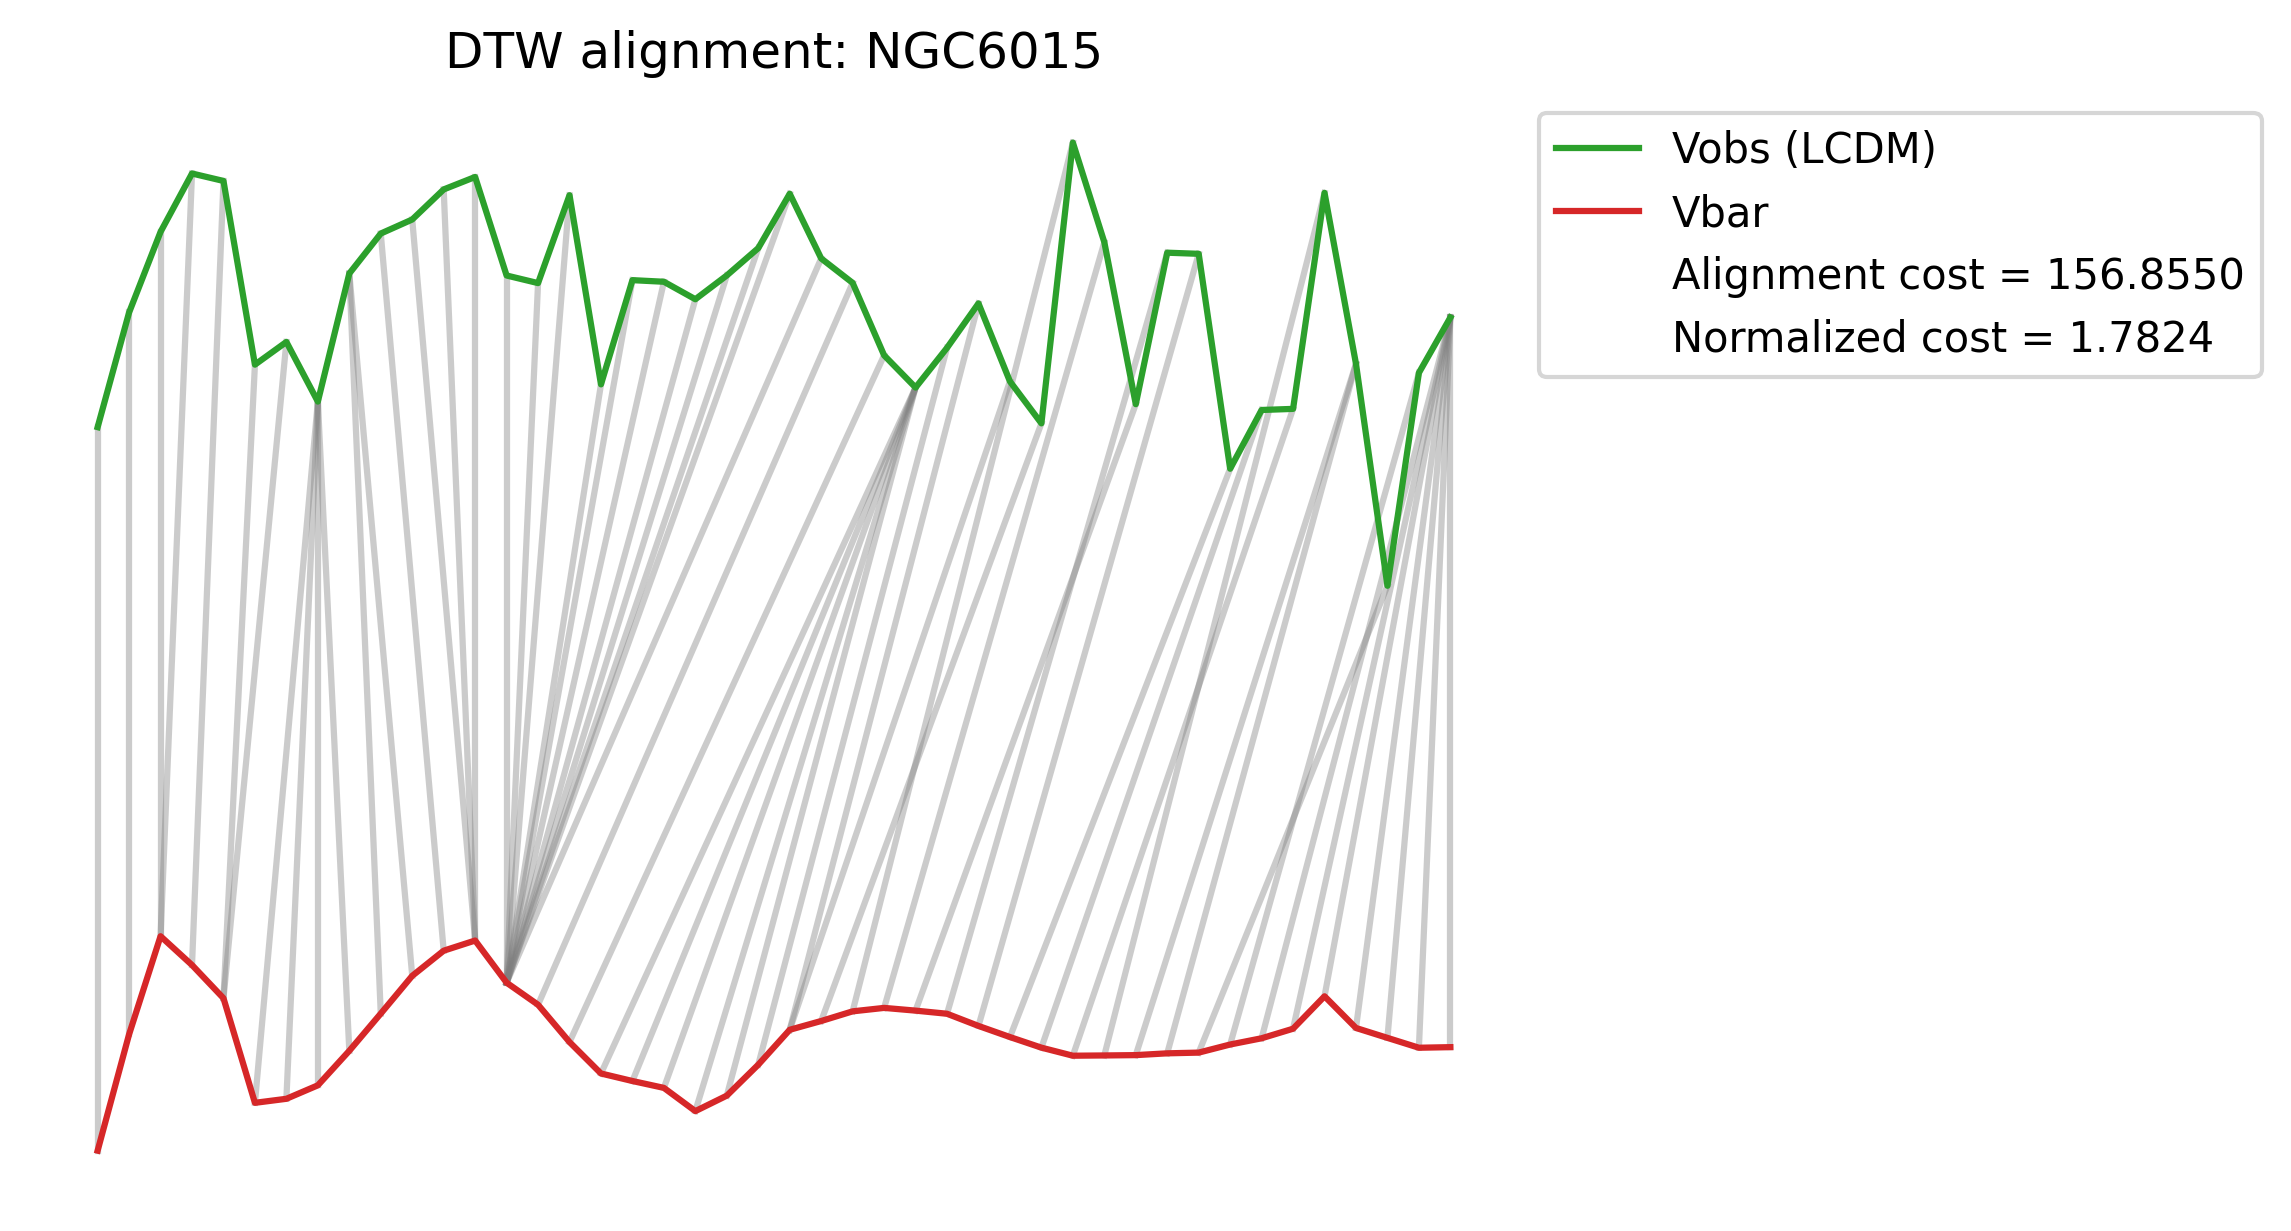 DTW alignment: NGC6015
Vobs (LCDM)
Vbar
Alignment cost = 156.8550
Normalized cost = 1.7824